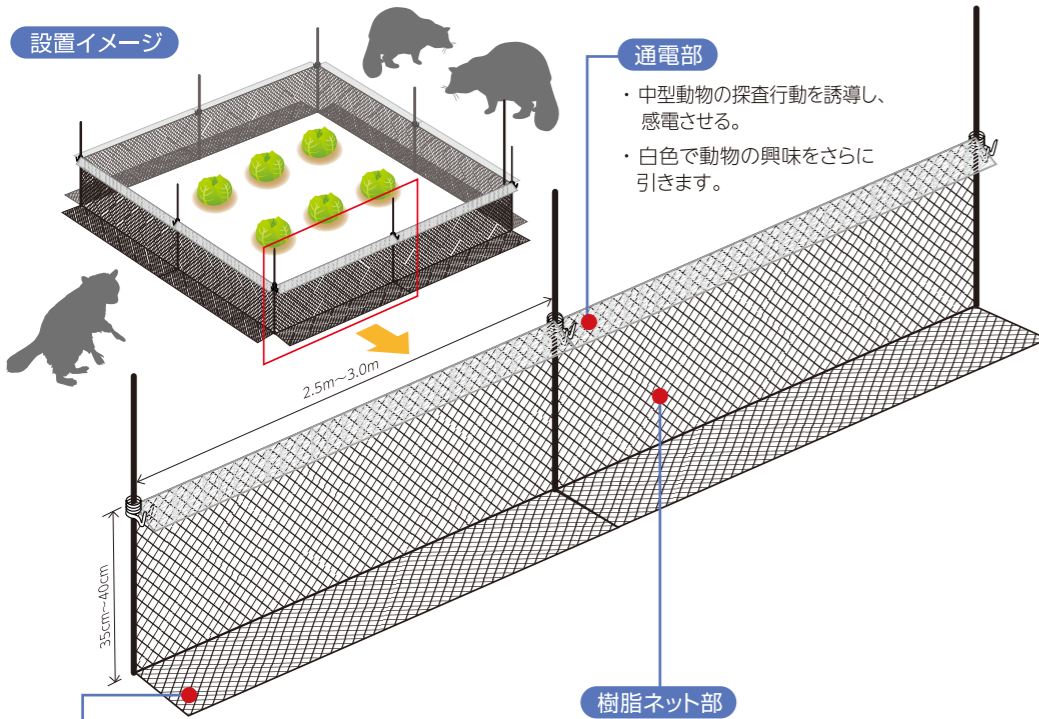 設置イメージ
通電部
・中型動物の探査行動を誘導し、
感電させる。
・白色で動物の興味をさらに
引きます。
2.5m～3.0m
35cm～40cm
樹脂ネット部